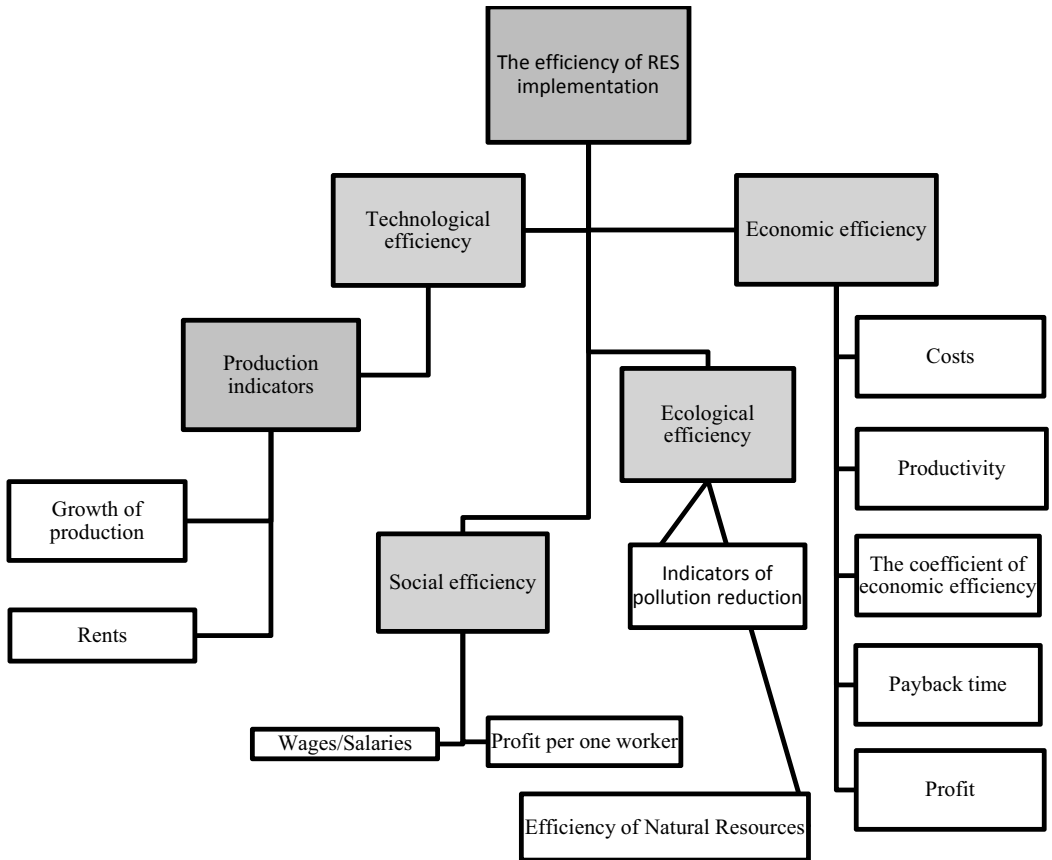 The efficiency of RES
implementation
Technological
efficiency
Economic efficiency
Production
indicators
Costs
Ecological
efficiency
Productivity
Growth of
production
Social efficiency
Indicators of
pollution reduction
The coefficient of
economic efficiency
Rents
Payback time
Wages/Salaries
Profit per one worker
Profit
Efficiency of Natural Resources